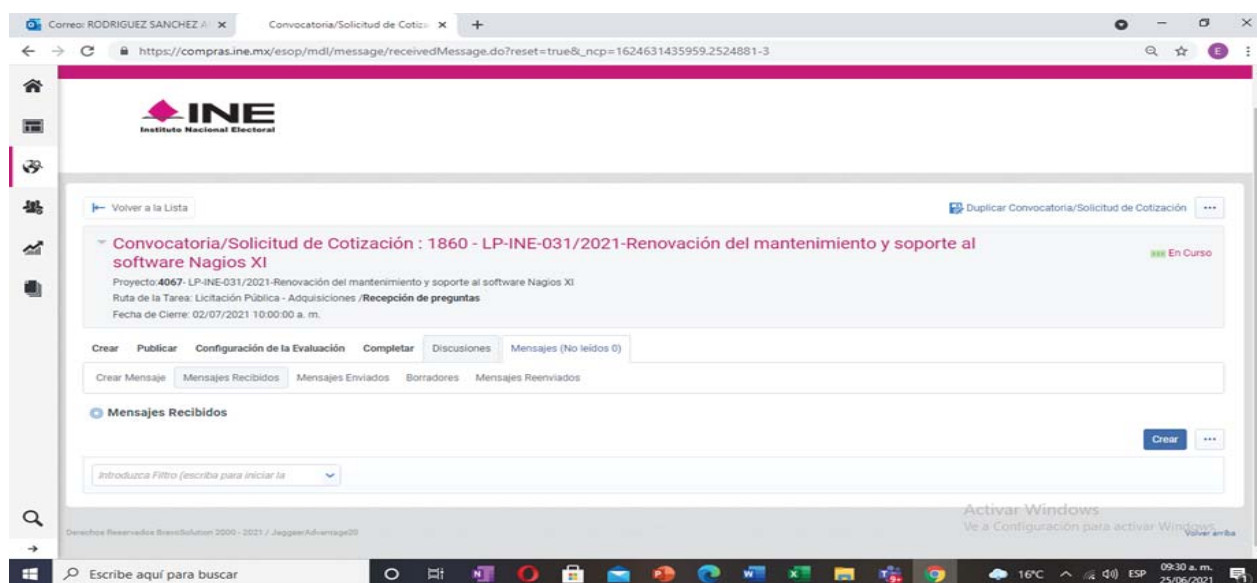 Correo: RODRIGUEZ SANCHEZ A
Convocatoria/Solicitud de Cotiza
https://compras.ine.mx/esop/mdl/message/receivedMessage.do?reset=true&_ncp=1624631435959.2524881-3
E
INE
Instituto Nacional Electoral
Volver a la Lista
Duplicar Convocatoria/Solicitud de Cotización
Convocatoria/Solicitud de Cotización : 1860 - LP-INE-031/2021-Renovación del mantenimiento y soporte al
software Nagios XI
En Curso
Proyecto:4067- LP-INE-031/2021-Renovación del mantenimiento y soporte al software Nagios XI
Ruta de la Tarea: Licitación Pública - Adquisiciones /Recepción de preguntas
Fecha de Cierre: 02/07/2021 10:00:00 a. m.
Crear Publicar Configuración de la Evaluación Completar Discusiones Mensajes (No leídos 0)
Crear Mensaje Mensajes Recibidos Mensajes Enviados Borradores Mensajes Reenviados
Mensajes Recibidos
Crear
Introduzca Filtro (escriba para iniciar la
Activar Windows
Ve a Configuración para activar Windows.
Derechos Reservados BravoSolution 2000 - 2021 / JaggaerAdvantage20
Volver arriba
Escribe aquí para buscar
16°C
ESP
09:30 a. m.
25/06/2021